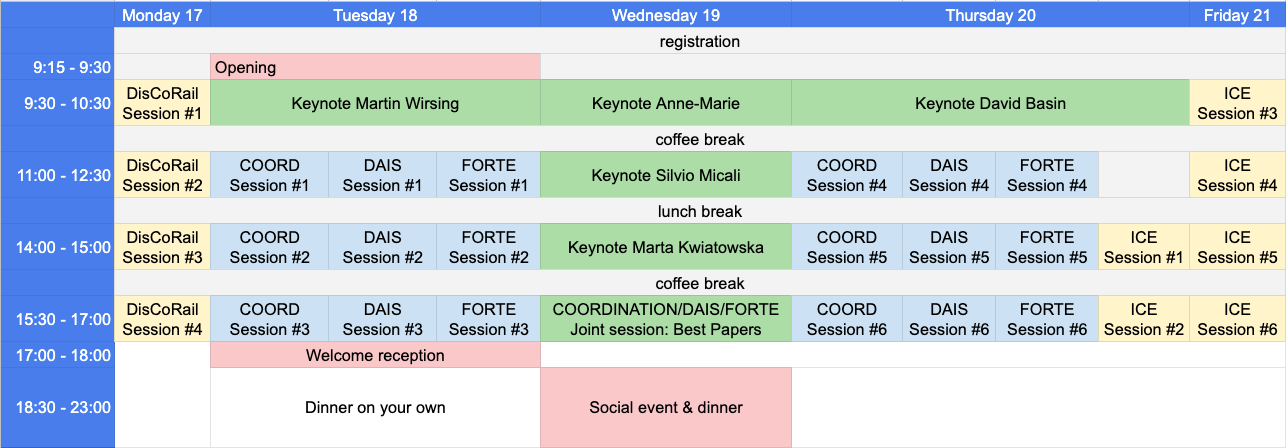 Monday 17 Tuesday 18 Wednesday 19 Thursday 20 Friday 21
registration
9:15 - 9:30 Opening
9:30 - 10:30 DisCoRail Session #1 Keynote Martin Wirsing Keynote Anne-Marie Keynote David Basin ICE Session #3
coffee break
11:00 - 12:30 DisCoRail Session #2 COORD Session #1 DAIS Session #1 FORTE Session #1 Keynote Silvio Micali COORD Session #4 DAIS Session #4 FORTE Session #4 ICE Session #4
lunch break
14:00 - 15:00 DisCoRail Session #3 COORD Session #2 DAIS Session #2 FORTE Session #2 Keynote Marta Kwiatowska COORD Session #5 DAIS Session #5 FORTE Session #5 ICE Session #1 ICE Session #5
coffee break
15:30 - 17:00 DisCoRail Session #4 COORD Session #3 DAIS Session #3 FORTE Session #3 COORDINATION/DAIS/FORTE Joint session: Best Papers COORD Session #6 DAIS Session #6 FORTE Session #6 ICE Session #2 ICE Session #6
17:00 - 18:00 Welcome reception
18:30 - 23:00 Dinner on your own Social event & dinner